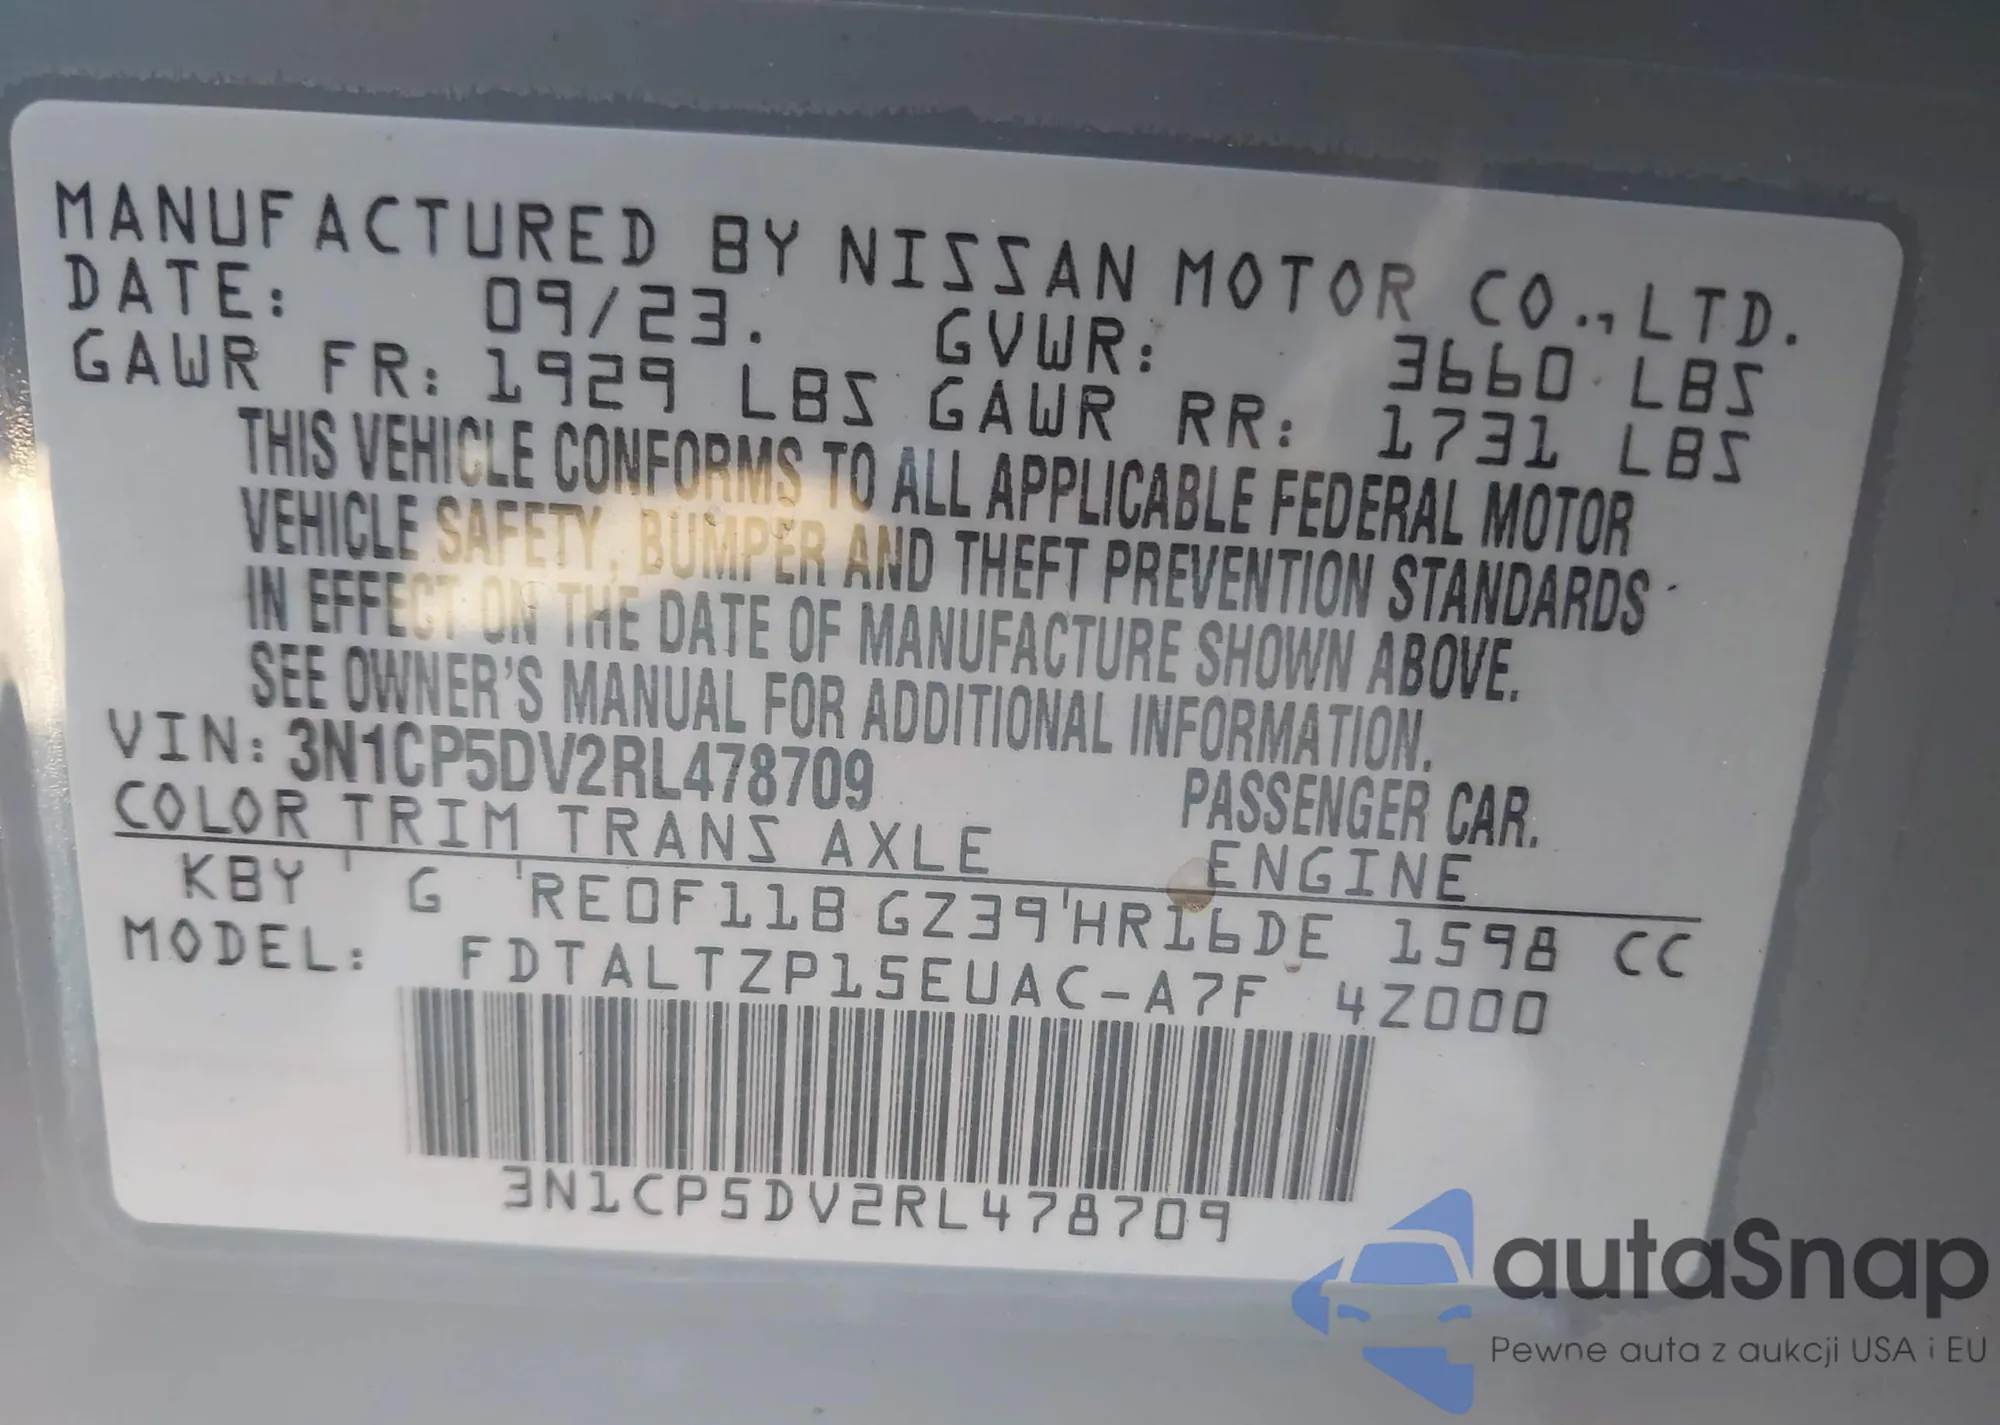 MANUFACTURED BY NISSAN MOTOR CO.,LTD.
DATE: 09/23. GVWR: 3660 LBS
GAWR FR: 1929 LBS GAWR RR: 1731 LBS
THIS VEHICLE CONFORMS TO ALL APPLICABLE FEDERAL MOTOR
VEHICLE SAFETY, BUMPER AND THEFT PREVENTION STANDARDS
IN EFFECT ON THE DATE OF MANUFACTURE SHOWN ABOVE.
SEE OWNER'S MANUAL FOR ADDITIONAL INFORMATION.
VIN: 3N1CP5DV2RL478709 PASSENGER CAR.
COLOR TRIM TRANS AXLE ENGINE
KBY ' G ' RE0F11B GZ39'HR16DE 1598 CC
MODEL: FDTALTZP15EUAC-A7F 4Z000
3N1CP5DV2RL478709
autaSnap
Pewne auta z aukcji USA i EU